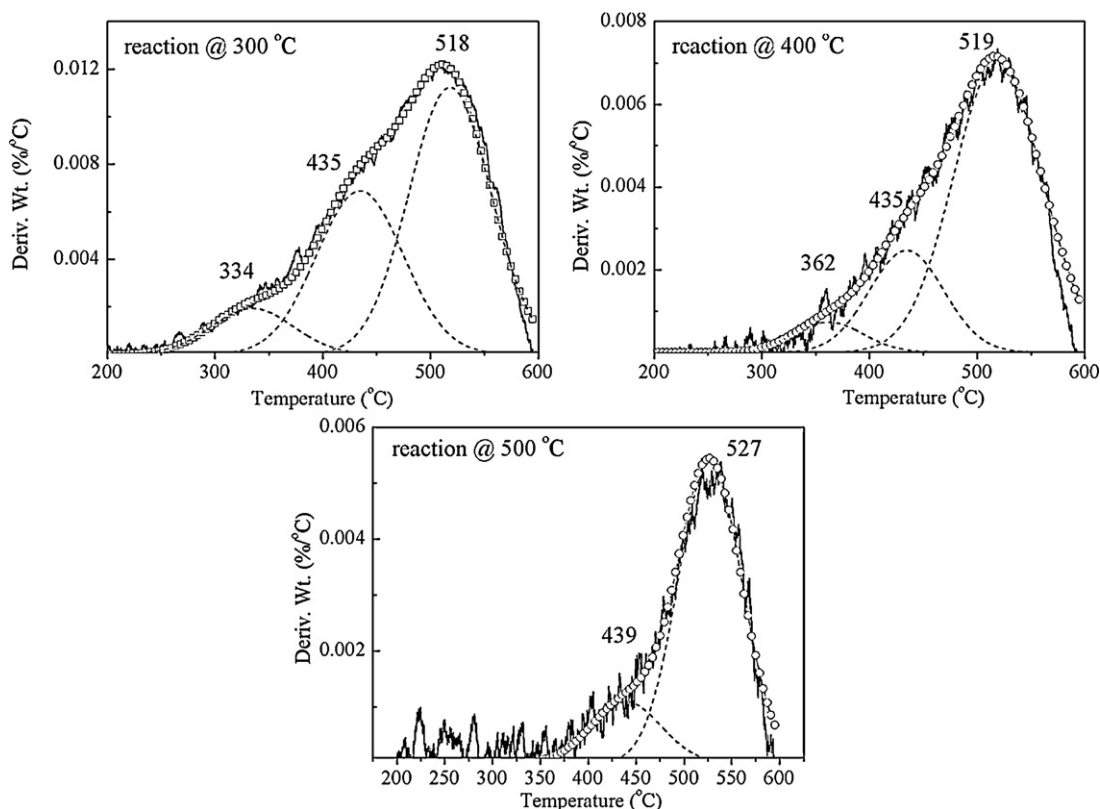 reaction @ 300 °C
518
435
334
0.012
0.008
0.004
Deriv. Wt. (%/°C)
200 300 400 500 600
Temperature (°C)
reaction @ 400 °C
519
435
362
0.008
0.006
0.004
0.002
0.000
Deriv. Wt. (%/°C)
200 300 400 500 600
Temperature (°C)
reaction @ 500 °C
527
439
0.006
0.004
0.002
Deriv. Wt. (%/°C)
200 250 300 350 400 450 500 550 600
Temperature (°C)